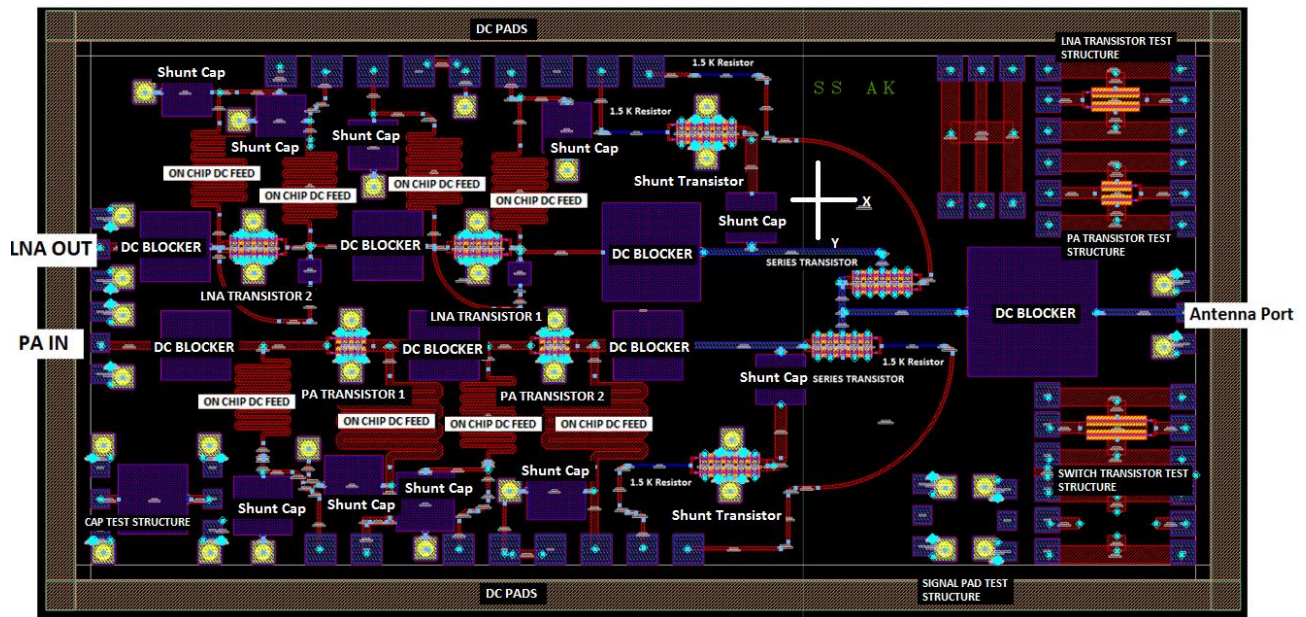 DC PADS
LNA TRANSISTOR TEST
STRUCTURE
Shunt Cap
1.5 K Resistor
SS AK
1.5 K Resistor
Shunt Cap
Shunt Cap
Shunt Cap
ON CHIP DC FEED
ON CHIP DC FEED
ON CHIP DC FEED
ON CHIP DC FEED
Shunt Transistor
Shunt Cap
X
Y
PA TRANSISTOR TEST
STRUCTURE
LNA OUT
DC BLOCKER
DC BLOCKER
DC BLOCKER
SERIES TRANSISTOR
LNA TRANSISTOR 2
LNA TRANSISTOR 1
DC BLOCKER
Antenna Port
PA IN
DC BLOCKER
DC BLOCKER
DC BLOCKER
1.5 K Resistor
Shunt Cap
SERIES TRANSISTOR
PA TRANSISTOR 1
PA TRANSISTOR 2
ON CHIP DC FEED
ON CHIP DC FEED
ON CHIP DC FEED
ON CHIP DC FEED
Shunt Cap
Shunt Cap
Shunt Cap
Shunt Cap
1.5 K Resistor
Shunt Transistor
SWITCH TRANSISTOR TEST
STRUCTURE
CAP TEST STRUCTURE
SIGNAL PAD TEST
STRUCTURE
DC PADS